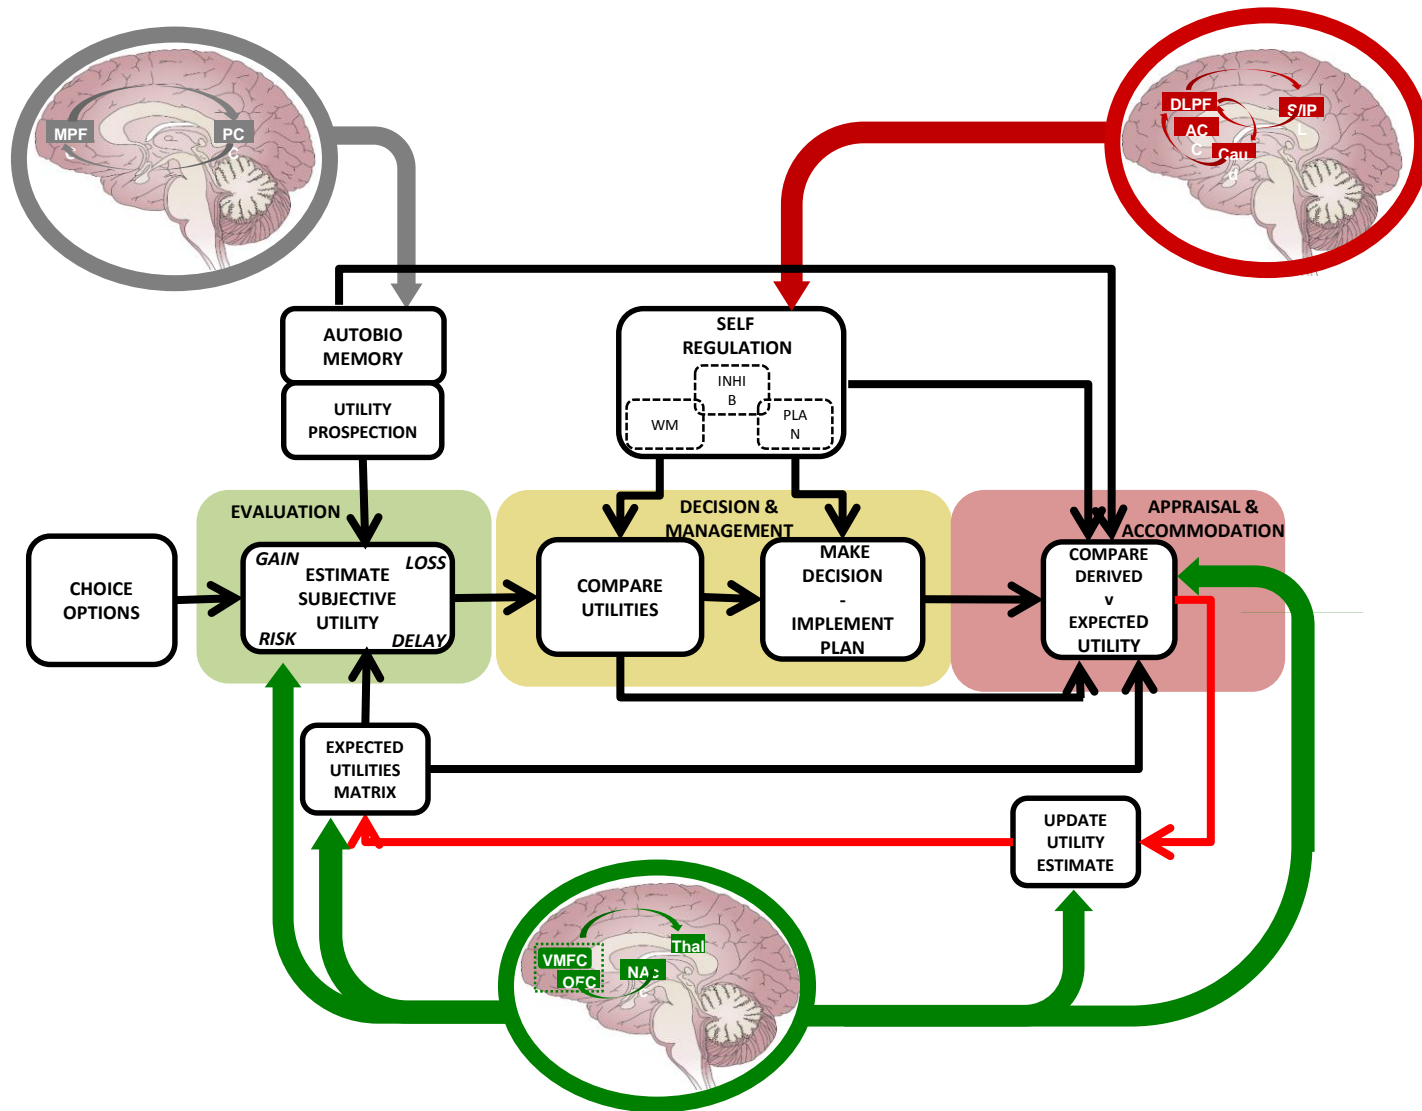 MPF
C
PC
C
DLPF
S/IP
L
AC
C
Cau
d
AUTOBIO
MEMORY
UTILITY
PROSPECTION
SELF
REGULATION
INHI
B
WM
PLA
N
EVALUATION
DECISION &
MANAGEMENT
APPRAISAL &
ACCOMMODATION
CHOICE
OPTIONS
GAIN
LOSS
ESTIMATE
SUBJECTIVE
UTILITY
RISK
DELAY
COMPARE
UTILITIES
MAKE
DECISION
-
IMPLEMENT
PLAN
COMPARE
DERIVED
v
EXPECTED
UTILITY
EXPECTED
UTILITIES
MATRIX
UPDATE
UTILITY
ESTIMATE
Thal
VMFC
OFC
NAc